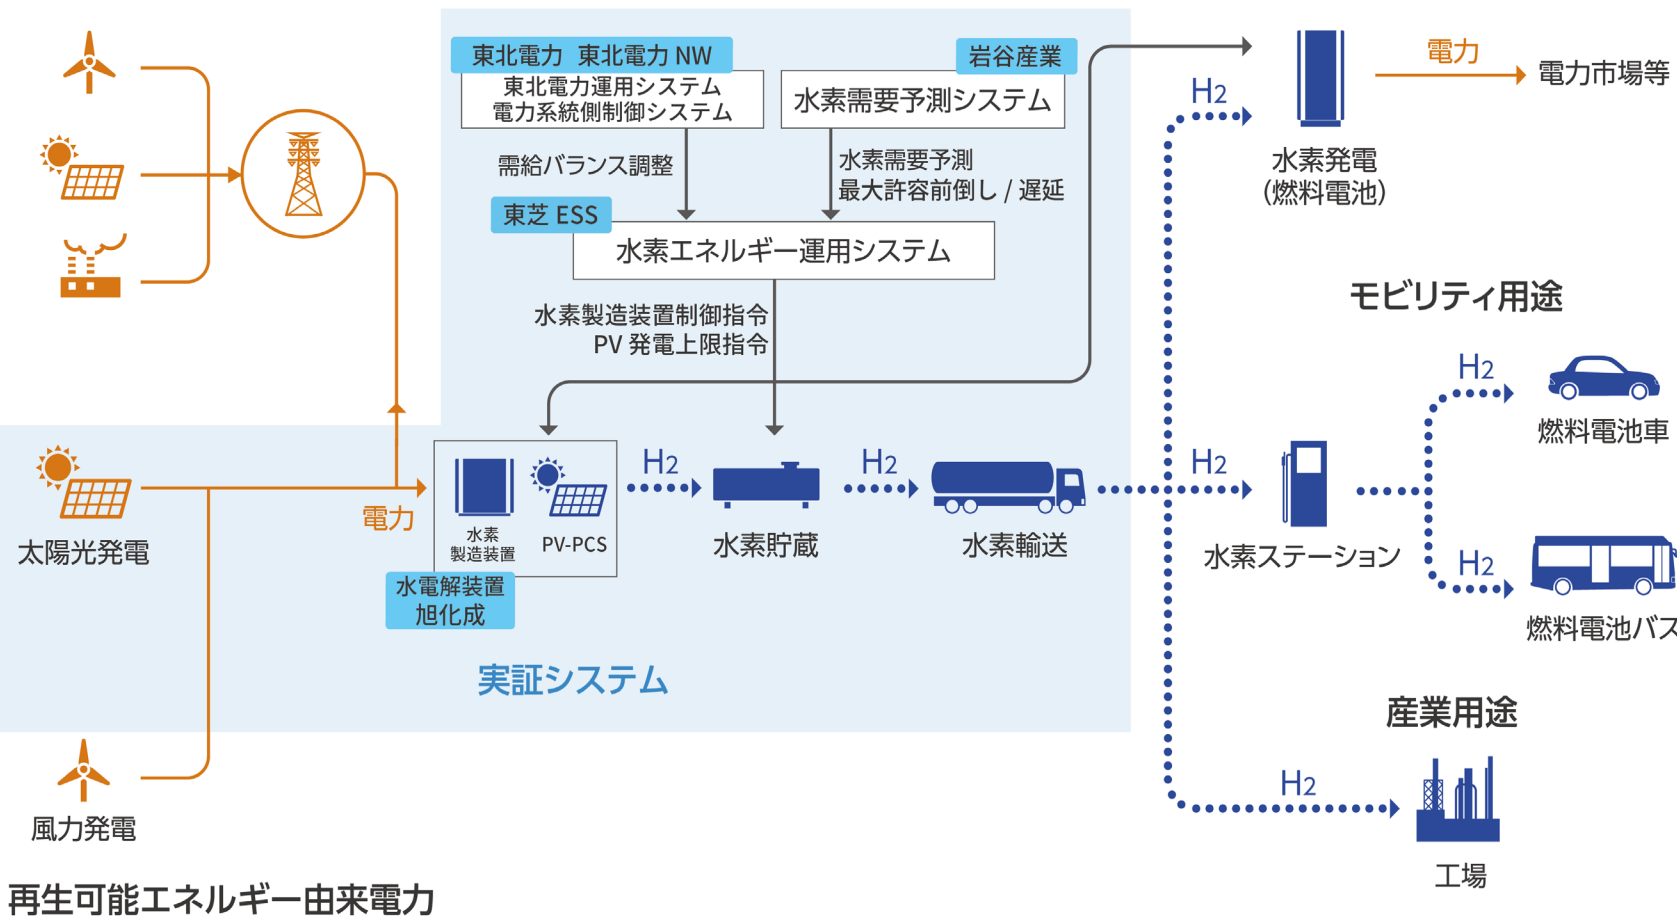 東北電力 東北電力 NW
東北電力運用システム
電力系統側制御システム
岩谷産業
水素需要予測システム
需給バランス調整
水素需要予測
最大許容前倒し / 遅延
東芝 ESS
水素エネルギー運用システム
水素製造装置制御指令
PV 発電上限指令
太陽光発電
電力
水素
製造装置
PV-PCS
水電解装置
旭化成
H2
水素貯蔵
H2
水素輸送
実証システム
風力発電
再生可能エネルギー由来電力
H2
水素発電
(燃料電池)
電力
電力市場等
モビリティ用途
H2
水素ステーション
H2
燃料電池車
H2
燃料電池バス
産業用途
H2
工場